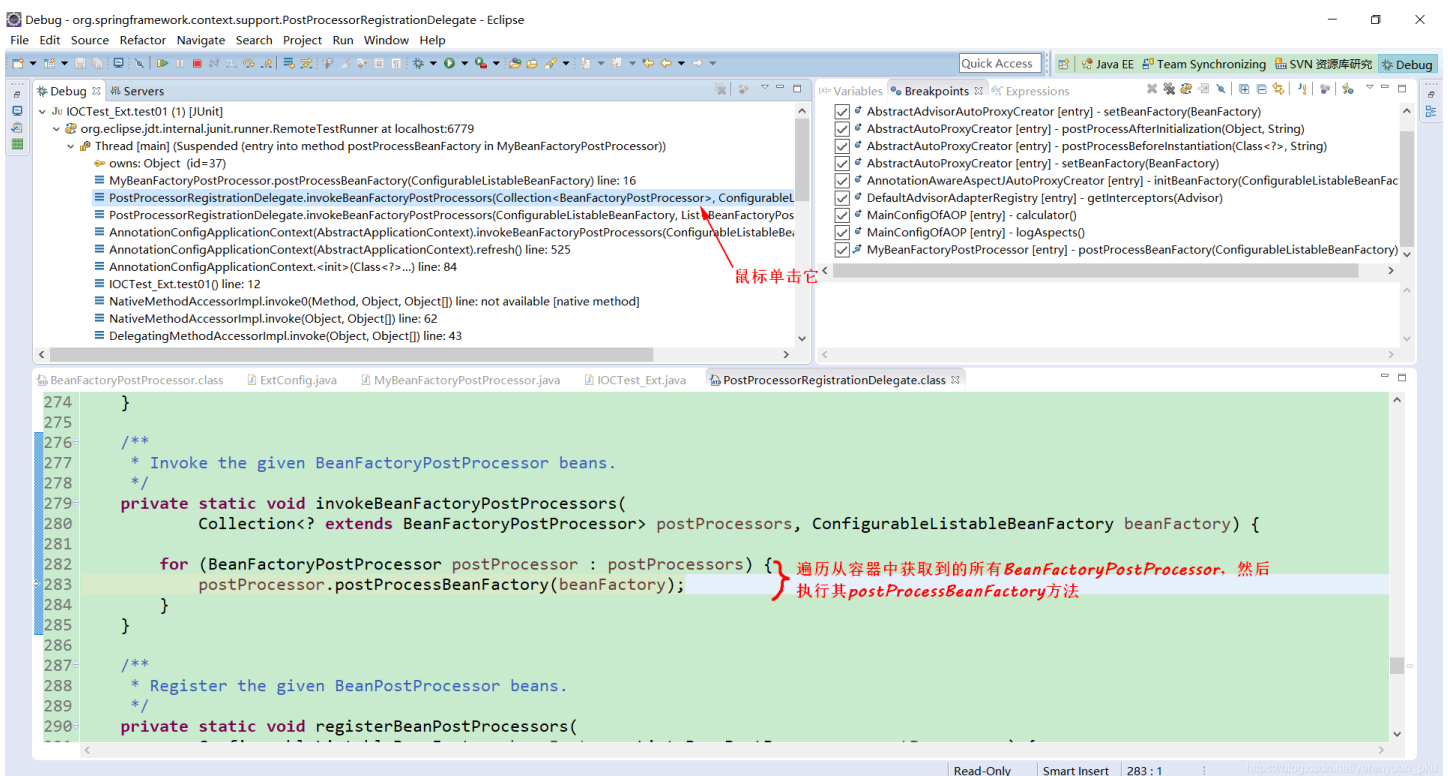 Debug - org.springframework.context.support.PostProcessorRegistrationDelegate - Eclipse
File Edit Source Refactor Navigate Search Project Run Window Help
Quick Access Java EE Team Synchronizing SVN 资源库研究 Debug
Debug Servers
IOCTest_Ext.test01 (1) [JUnit]
org.eclipse.jdt.internal.junit.runner.RemoteTestRunner at localhost:6779
Thread [main] (Suspended (entry into method postProcessBeanFactory in MyBeanFactoryPostProcessor))
owns: Object (id=37)
MyBeanFactoryPostProcessor.postProcessBeanFactory(ConfigurableListableBeanFactory) line: 16
PostProcessorRegistrationDelegate.invokeBeanFactoryPostProcessors(Collection<BeanFactoryPostProcessor>, ConfigurableL
PostProcessorRegistrationDelegate.invokeBeanFactoryPostProcessors(ConfigurableListableBeanFactory, List<BeanFactoryPos
AnnotationConfigApplicationContext(AbstractApplicationContext).invokeBeanFactoryPostProcessors(ConfigurableListableBea
AnnotationConfigApplicationContext(AbstractApplicationContext).refresh() line: 525
AnnotationConfigApplicationContext.<init>(Class<?>...) line: 84
IOCTest_Ext.test01() line: 12
NativeMethodAccessorImpl.invoke0(Method, Object, Object[]) line: not available [native method]
NativeMethodAccessorImpl.invoke(Object, Object[]) line: 62
DelegatingMethodAccessorImpl.invoke(Object, Object[]) line: 43
鼠标单击它
Variables Breakpoints Expressions
AbstractAdvisorAutoProxyCreator [entry] - setBeanFactory(BeanFactory)
AbstractAutoProxyCreator [entry] - postProcessAfterInitialization(Object, String)
AbstractAutoProxyCreator [entry] - postProcessBeforeInstantiation(Class<?>, String)
AbstractAutoProxyCreator [entry] - setBeanFactory(BeanFactory)
AnnotationAwareAspectJAutoProxyCreator [entry] - initBeanFactory(ConfigurableListableBeanFac
DefaultAdvisorAdapterRegistry [entry] - getInterceptors(Advisor)
MainConfigOfAOP [entry] - calculator()
MainConfigOfAOP [entry] - logAspects()
MyBeanFactoryPostProcessor [entry] - postProcessBeanFactory(ConfigurableListableBeanFactory)
BeanFactoryPostProcessor.class ExtConfig.java MyBeanFactoryPostProcessor.java IOCTest_Ext.java PostProcessorRegistrationDelegate.class
274 }
275
276 /**
277 * Invoke the given BeanFactoryPostProcessor beans.
278 */
279 private static void invokeBeanFactoryPostProcessors(
280 Collection<? extends BeanFactoryPostProcessor> postProcessors, ConfigurableListableBeanFactory beanFactory) {
281
282 for (BeanFactoryPostProcessor postProcessor : postProcessors) {
283 postProcessor.postProcessBeanFactory(beanFactory);
284 }
285 }
286
287 /**
288 * Register the given BeanPostProcessor beans.
289 */
290 private static void registerBeanPostProcessors(
遍历从容器中获取到的所有BeanFactoryPostProcessor，然后
执行其postProcessBeanFactory方法
Read-Only Smart Insert 283 : 1